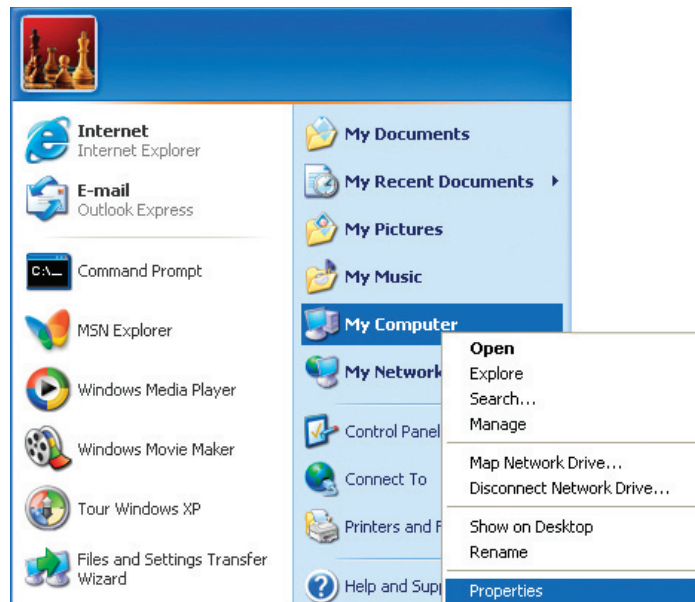 Internet
Internet Explorer
E-mail
Outlook Express
Command Prompt
MSN Explorer
Windows Media Player
Windows Movie Maker
Tour Windows XP
Files and Settings Transfer
Wizard
My Documents
My Recent Documents
My Pictures
My Music
My Computer
My Network
Control Panel
Connect To
Printers and
Help and
Open
Explore
Search...
Manage
Map Network Drive...
Disconnect Network Drive...
Show on Desktop
Rename
Properties